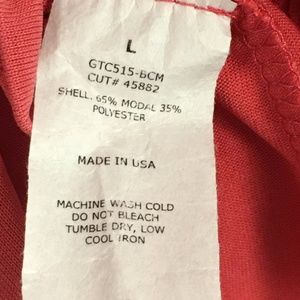 L
GTC515-BCM
CUT# 45882
SHELL. 65% MODAL 35%
POLYESTER
MADE IN USA
MACHINE WASH COLD
DO NOT BLEACH
TUMBLE DRY, LOW
COOL IRON